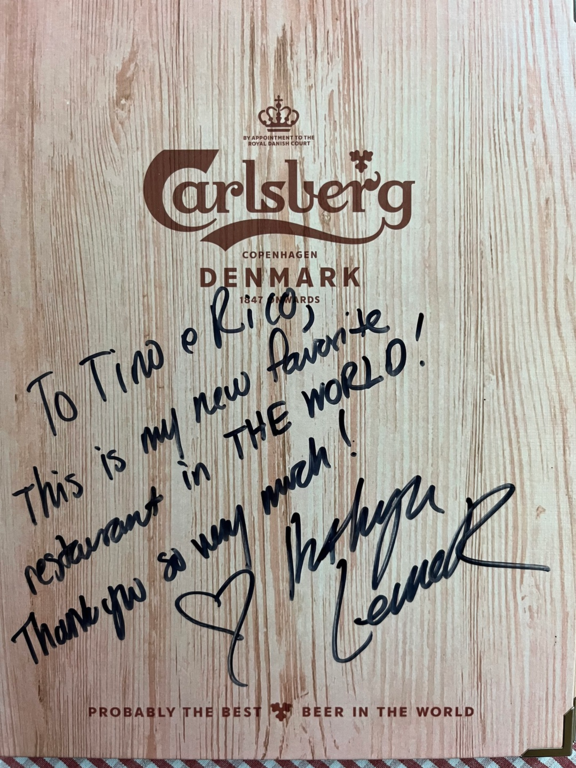 BY APPOINTMENT TO THE
ROYAL DANISH COURT
Carlsberg
COPENHAGEN
DENMARK
1847 ONWARDS
To Tino e Rico,
This is my new favorite
restaurant in THE WORLD!
Thank you so very much!
PROBABLY THE BEST BEER IN THE WORLD